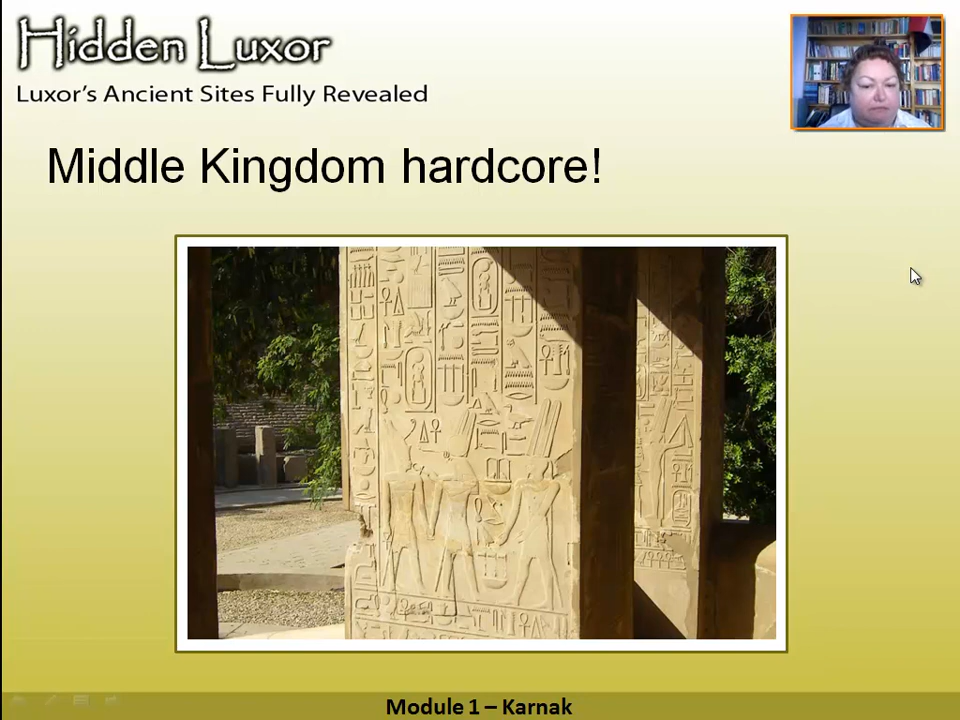 Hidden Luxor
Luxor's Ancient Sites Fully Revealed
Middle Kingdom hardcore!
Module 1 – Karnak